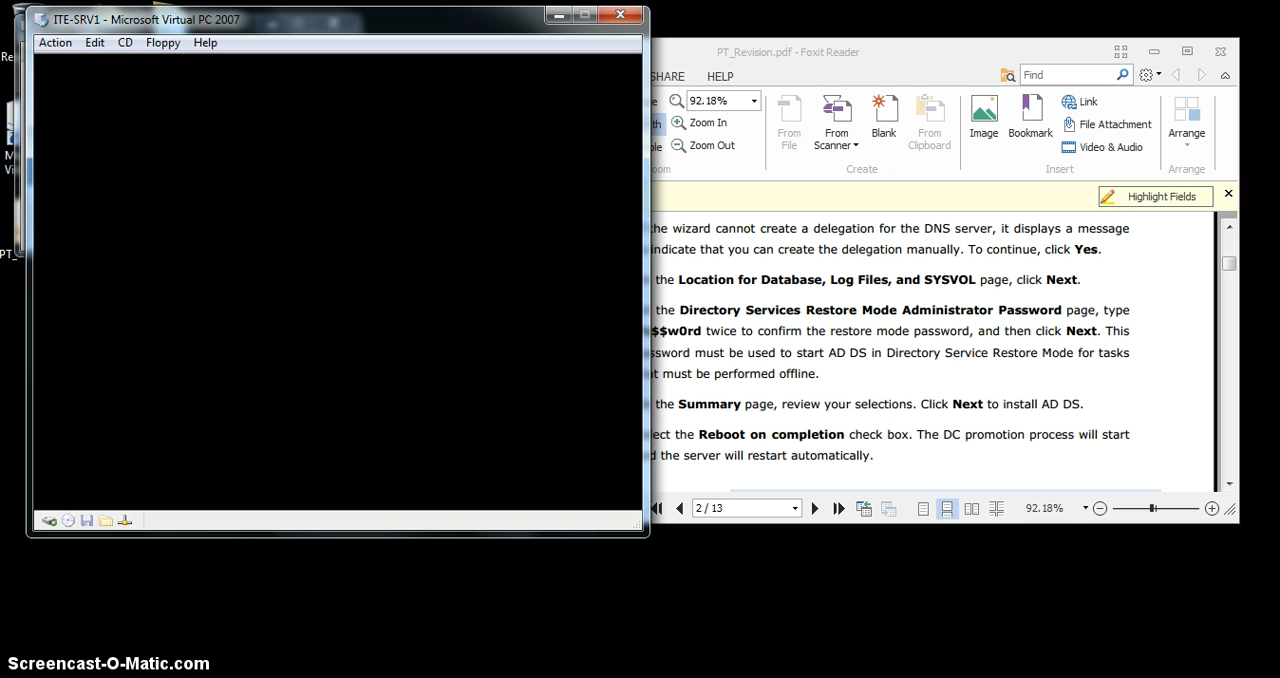 ITE-SRV1 - Microsoft Virtual PC 2007
Action Edit CD Floppy Help
PT_Revision.pdf - Foxit Reader
SHARE HELP
Find
92.18%
Zoom In
Zoom Out
From File
From Scanner
Blank
From Clipboard
Create
Image
Bookmark
Link
File Attachment
Video & Audio
Insert
Arrange
Arrange
Highlight Fields
the wizard cannot create a delegation for the DNS server, it displays a message
indicate that you can create the delegation manually. To continue, click Yes.
the Location for Database, Log Files, and SYSVOL page, click Next.
the Directory Services Restore Mode Administrator Password page, type
$$w0rd twice to confirm the restore mode password, and then click Next. This
ssword must be used to start AD DS in Directory Service Restore Mode for tasks
at must be performed offline.
the Summary page, review your selections. Click Next to install AD DS.
lect the Reboot on completion check box. The DC promotion process will start
d the server will restart automatically.
2 / 13
92.18%
Screencast-O-Matic.com